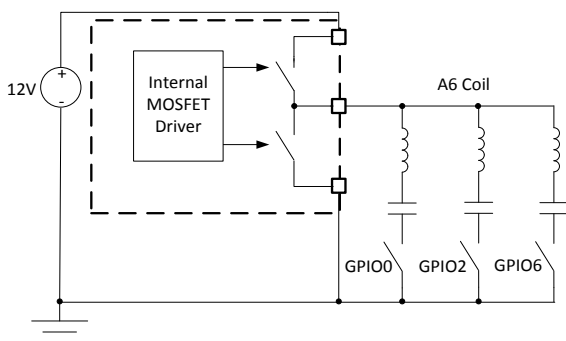 12V
+
-
Internal
MOSFET
Driver
A6 Coil
GPIO0
GPIO2
GPIO6